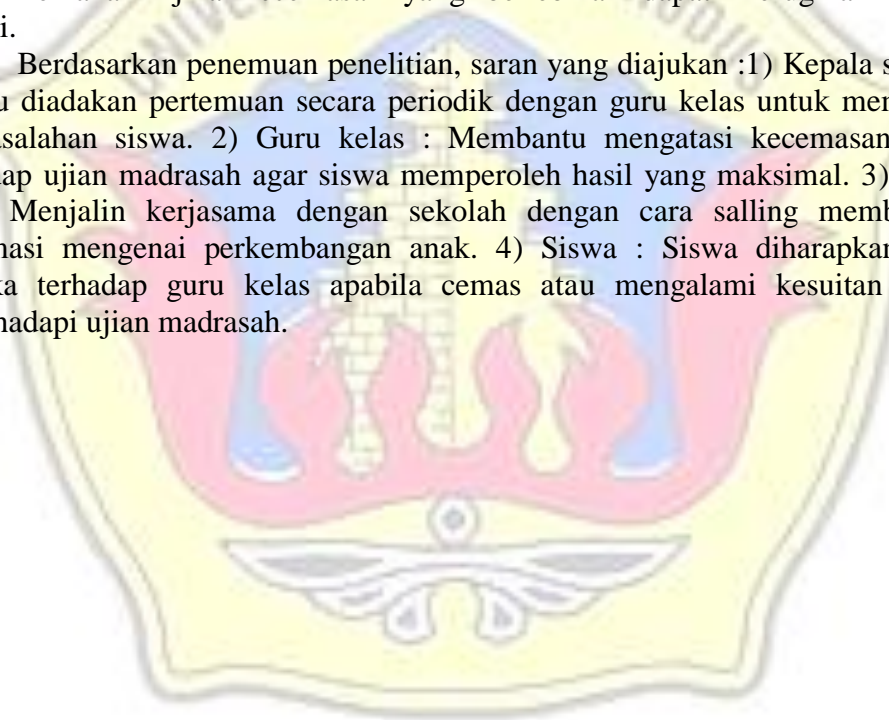 i.
Berdasarkan penemuan penelitian, saran yang diajukan :1) Kepala s
u diadakan pertemuan secara periodik dengan guru kelas untuk men
asalahan siswa. 2) Guru kelas : Membantu mengatasi kecemasan
ap ujian madrasah agar siswa memperoleh hasil yang maksimal. 3)
Menjalin kerjasama dengan sekolah dengan cara salling memb
nasi mengenai perkembangan anak. 4) Siswa : Siswa diharapkan
ka terhadap guru kelas apabila cemas atau mengalami kesuitan
hadapi ujian madrasah.